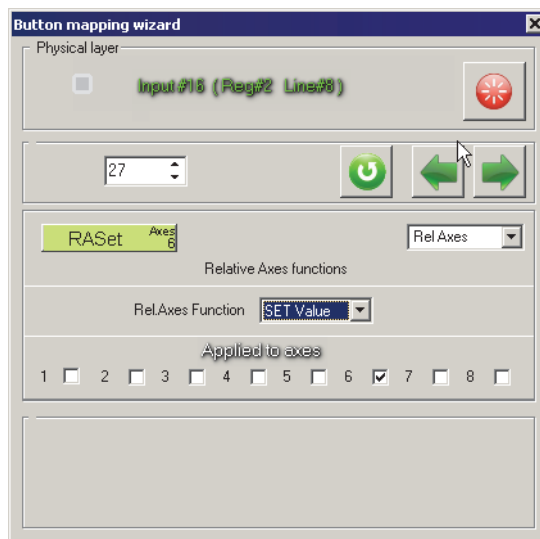 Button mapping wizard
Physical layer
Input #16 (Reg#2 Line#8)
27
RASet Axes 6
Rel Axes
Relative Axes functions
Rel.Axes Function SET Value
Applied to axes
1 2 3 4 5 6 7 8